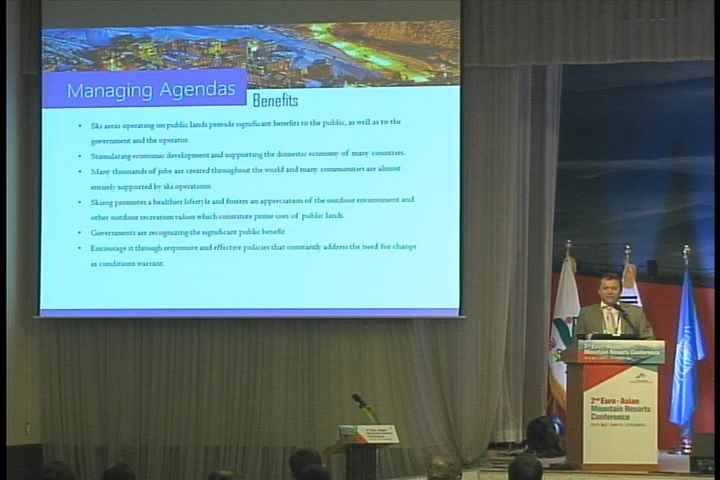 Managing Agendas
Benefits
• Ski areas operating on public lands provide significant benefits to the public, as well as to the
government and the operator.
• Stimulating economic development and supporting the domestic economy of many countries.
• Many thousands of jobs are created throughout the world and many communities are almost
entirely supported by ski operations.
• Skiing promotes a healthier lifestyle and fosters an appreciation of the outdoor environment and
other outdoor recreation values which constitute prime uses of public lands.
• Governments are recognizing the significant public benefit
• Encourage it through responsive and effective policies that constantly address the need for change
as conditions warrant.
Mountain Resorts Conference
2nd Euro-Asian
Mountain Resorts
Conference